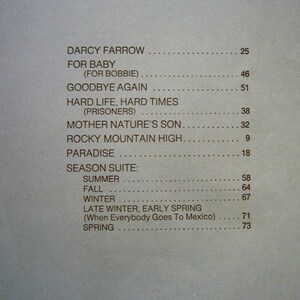 DARCY FARROW .................... 25
FOR BABY
(FOR BOBBIE) .................... 46
GOODBYE AGAIN .................... 51
HARD LIFE, HARD TIMES
(PRISONERS) .................... 38
MOTHER NATURE'S SON .......... 32
ROCKY MOUNTAIN HIGH .......... 9
PARADISE .................... 18
SEASON SUITE:
SUMMER .................... 58
FALL .................... 64
WINTER .................... 67
LATE WINTER, EARLY SPRING
(When Everybody Goes To Mexico) ..... 71
SPRING .................... 73